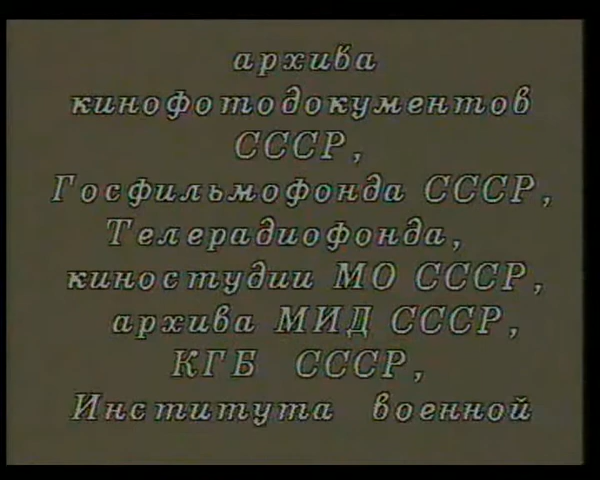 архива
кинофотодокументов
СССР,
Госфильмофонда СССР,
Телерадиофонда,
киностудии МО СССР,
архива МИД СССР,
КГБ СССР,
Института военной